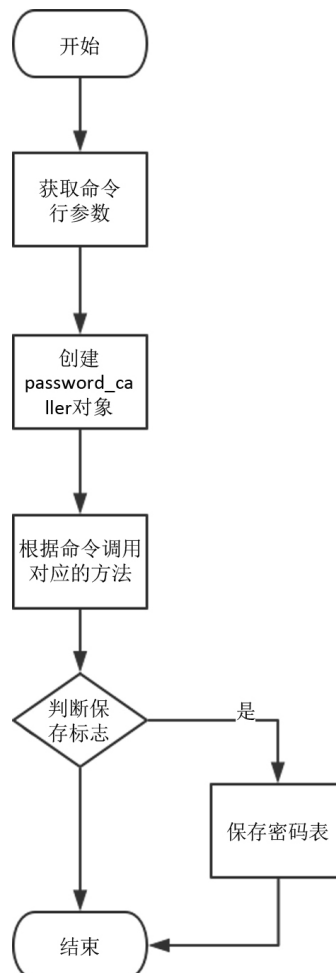 开始
获取命令
行参数
创建
password_ca
ller对象
根据命令调用
对应的方法
判断保
存标志
是
保存密码表
结束